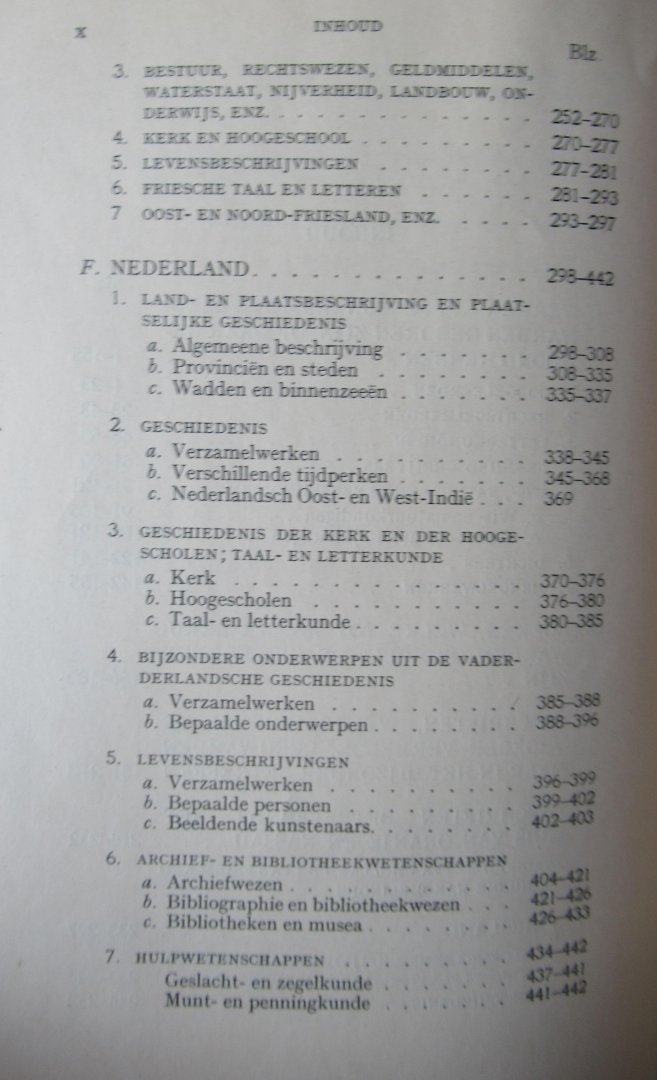 X INHOUD
Blz.
3. BESTUUR, RECHTSWEZEN, GELDMIDDELEN,
WATERSTAAT, NIJVERHEID, LANDBOUW, ON-
DERWIJS, ENZ. . . . . . . . . . . . . . 252–270
4. KERK EN HOOGESCHOOL . . . . . . . . . 270–277
5. LEVENSBESCHRIJVINGEN . . . . . . . . 277–281
6. FRIESCHE TAAL EN LETTEREN . . . . . . 281–293
7 OOST- EN NOORD-FRIESLAND, ENZ. . . . . 293–297
F. NEDERLAND. . . . . . . . . . . . . . 298–442
1. LAND- EN PLAATSBESCHRIJVING EN PLAAT-
SELIJKE GESCHIEDENIS
a. Algemeene beschrijving . . . . . . . 298–308
b. Provinciën en steden . . . . . . . . 308–335
c. Wadden en binnenzeeën . . . . . . . 335–337
2. GESCHIEDENIS
a. Verzamelwerken . . . . . . . . . . 338–345
b. Verschillende tijdperken . . . . . . . 345–368
c. Nederlandsch Oost- en West-Indië . . . 369
3. GESCHIEDENIS DER KERK EN DER HOOGE-
SCHOLEN; TAAL- EN LETTERKUNDE
a. Kerk . . . . . . . . . . . . . . 370–376
b. Hoogescholen . . . . . . . . . . . 376–380
c. Taal- en letterkunde . . . . . . . . . 380–385
4. BIJZONDERE ONDERWERPEN UIT DE VADER-
DERLANDSCHE GESCHIEDENIS
a. Verzamelwerken . . . . . . . . . . 385–388
b. Bepaalde onderwerpen . . . . . . . . 388–396
5. LEVENSBESCHRIJVINGEN
a. Verzamelwerken . . . . . . . . . . 396–399
b. Bepaalde personen . . . . . . . . . 399–402
c. Beeldende kunstenaars. . . . . . . . 402–403
6. ARCHIEF- EN BIBLIOTHEEKWETENSCHAPPEN
a. Archiefwezen . . . . . . . . . . . . 404–421
b. Bibliographie en bibliotheekwezen . . . 421–426
c. Bibliotheken en musea . . . . . . . . 426–433
7. HULPWETENSCHAPPEN . . . . . . . . . 434–442
Geslacht- en zegelkunde . . . . . . . 437–441
Munt- en penningkunde . . . . . . . 441–442